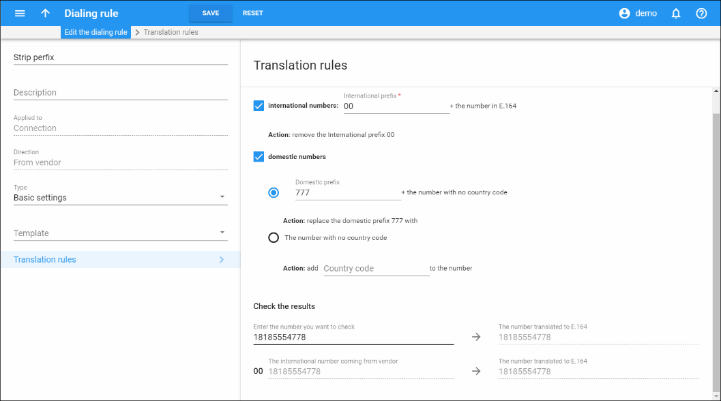 Dialing rule
SAVE
RESET
demo
Edit the dialing rule > Translation rules
Strip perfix
Description
Applied to
Connection
Direction
From vendor
Type
Basic settings
Template
Translation rules
Translation rules
International prefix *
international numbers: 00 + the number in E.164
Action: remove the International prefix 00
domestic numbers
Domestic prefix
777 + the number with no country code
Action: replace the domestic prefix 777 with
The number with no country code
Action: add Country code to the number
Check the results
Enter the number you want to check
18185554778
The number translated to E.164
18185554778
The international number coming from vendor
00 18185554778
The number translated to E.164
18185554778